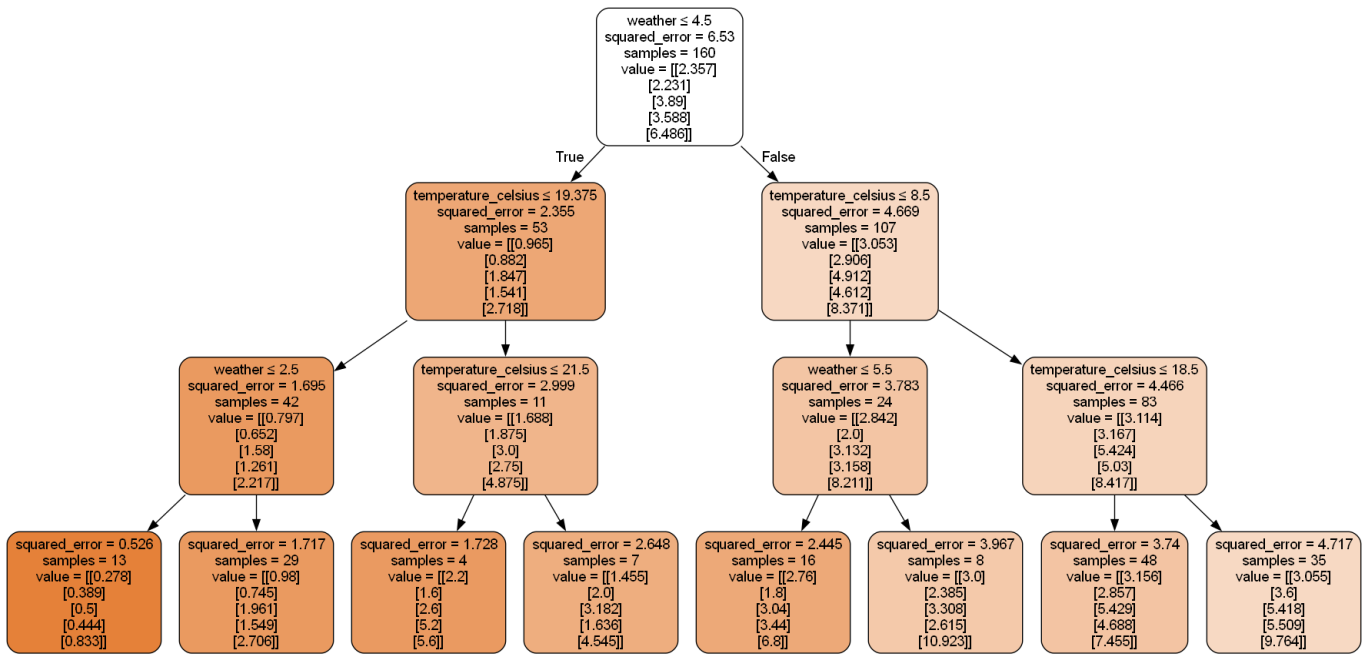 weather ≤ 4.5
squared_error = 6.53
samples = 160
value = [[2.357]
[2.231]
[3.89]
[3.588]
[6.486]]
True
False
temperature_celsius ≤ 19.375
squared_error = 2.355
samples = 53
value = [[0.965]
[0.882]
[1.847]
[1.541]
[2.718]]
temperature_celsius ≤ 8.5
squared_error = 4.669
samples = 107
value = [[3.053]
[2.906]
[4.912]
[4.612]
[8.371]]
weather ≤ 2.5
squared_error = 1.695
samples = 42
value = [[0.797]
[0.652]
[1.58]
[1.261]
[2.217]]
temperature_celsius ≤ 21.5
squared_error = 2.999
samples = 11
value = [[1.688]
[1.875]
[3.0]
[2.75]
[4.875]]
weather ≤ 5.5
squared_error = 3.783
samples = 24
value = [[2.842]
[2.0]
[3.132]
[3.158]
[8.211]]
temperature_celsius ≤ 18.5
squared_error = 4.466
samples = 83
value = [[3.114]
[3.167]
[5.424]
[5.03]
[8.417]]
squared_error = 0.526
samples = 13
value = [[0.278]
[0.389]
[0.5]
[0.444]
[0.833]]
squared_error = 1.717
samples = 29
value = [[0.98]
[0.745]
[1.961]
[1.549]
[2.706]]
squared_error = 1.728
samples = 4
value = [[2.2]
[1.6]
[2.6]
[5.2]
[5.6]]
squared_error = 2.648
samples = 7
value = [[1.455]
[2.0]
[3.182]
[1.636]
[4.545]]
squared_error = 2.445
samples = 16
value = [[2.76]
[1.8]
[3.04]
[3.44]
[6.8]]
squared_error = 3.967
samples = 8
value = [[3.0]
[2.385]
[3.308]
[2.615]
[10.923]]
squared_error = 3.74
samples = 48
value = [[3.156]
[2.857]
[5.429]
[4.688]
[7.455]]
squared_error = 4.717
samples = 35
value = [[3.055]
[3.6]
[5.418]
[5.509]
[9.764]]